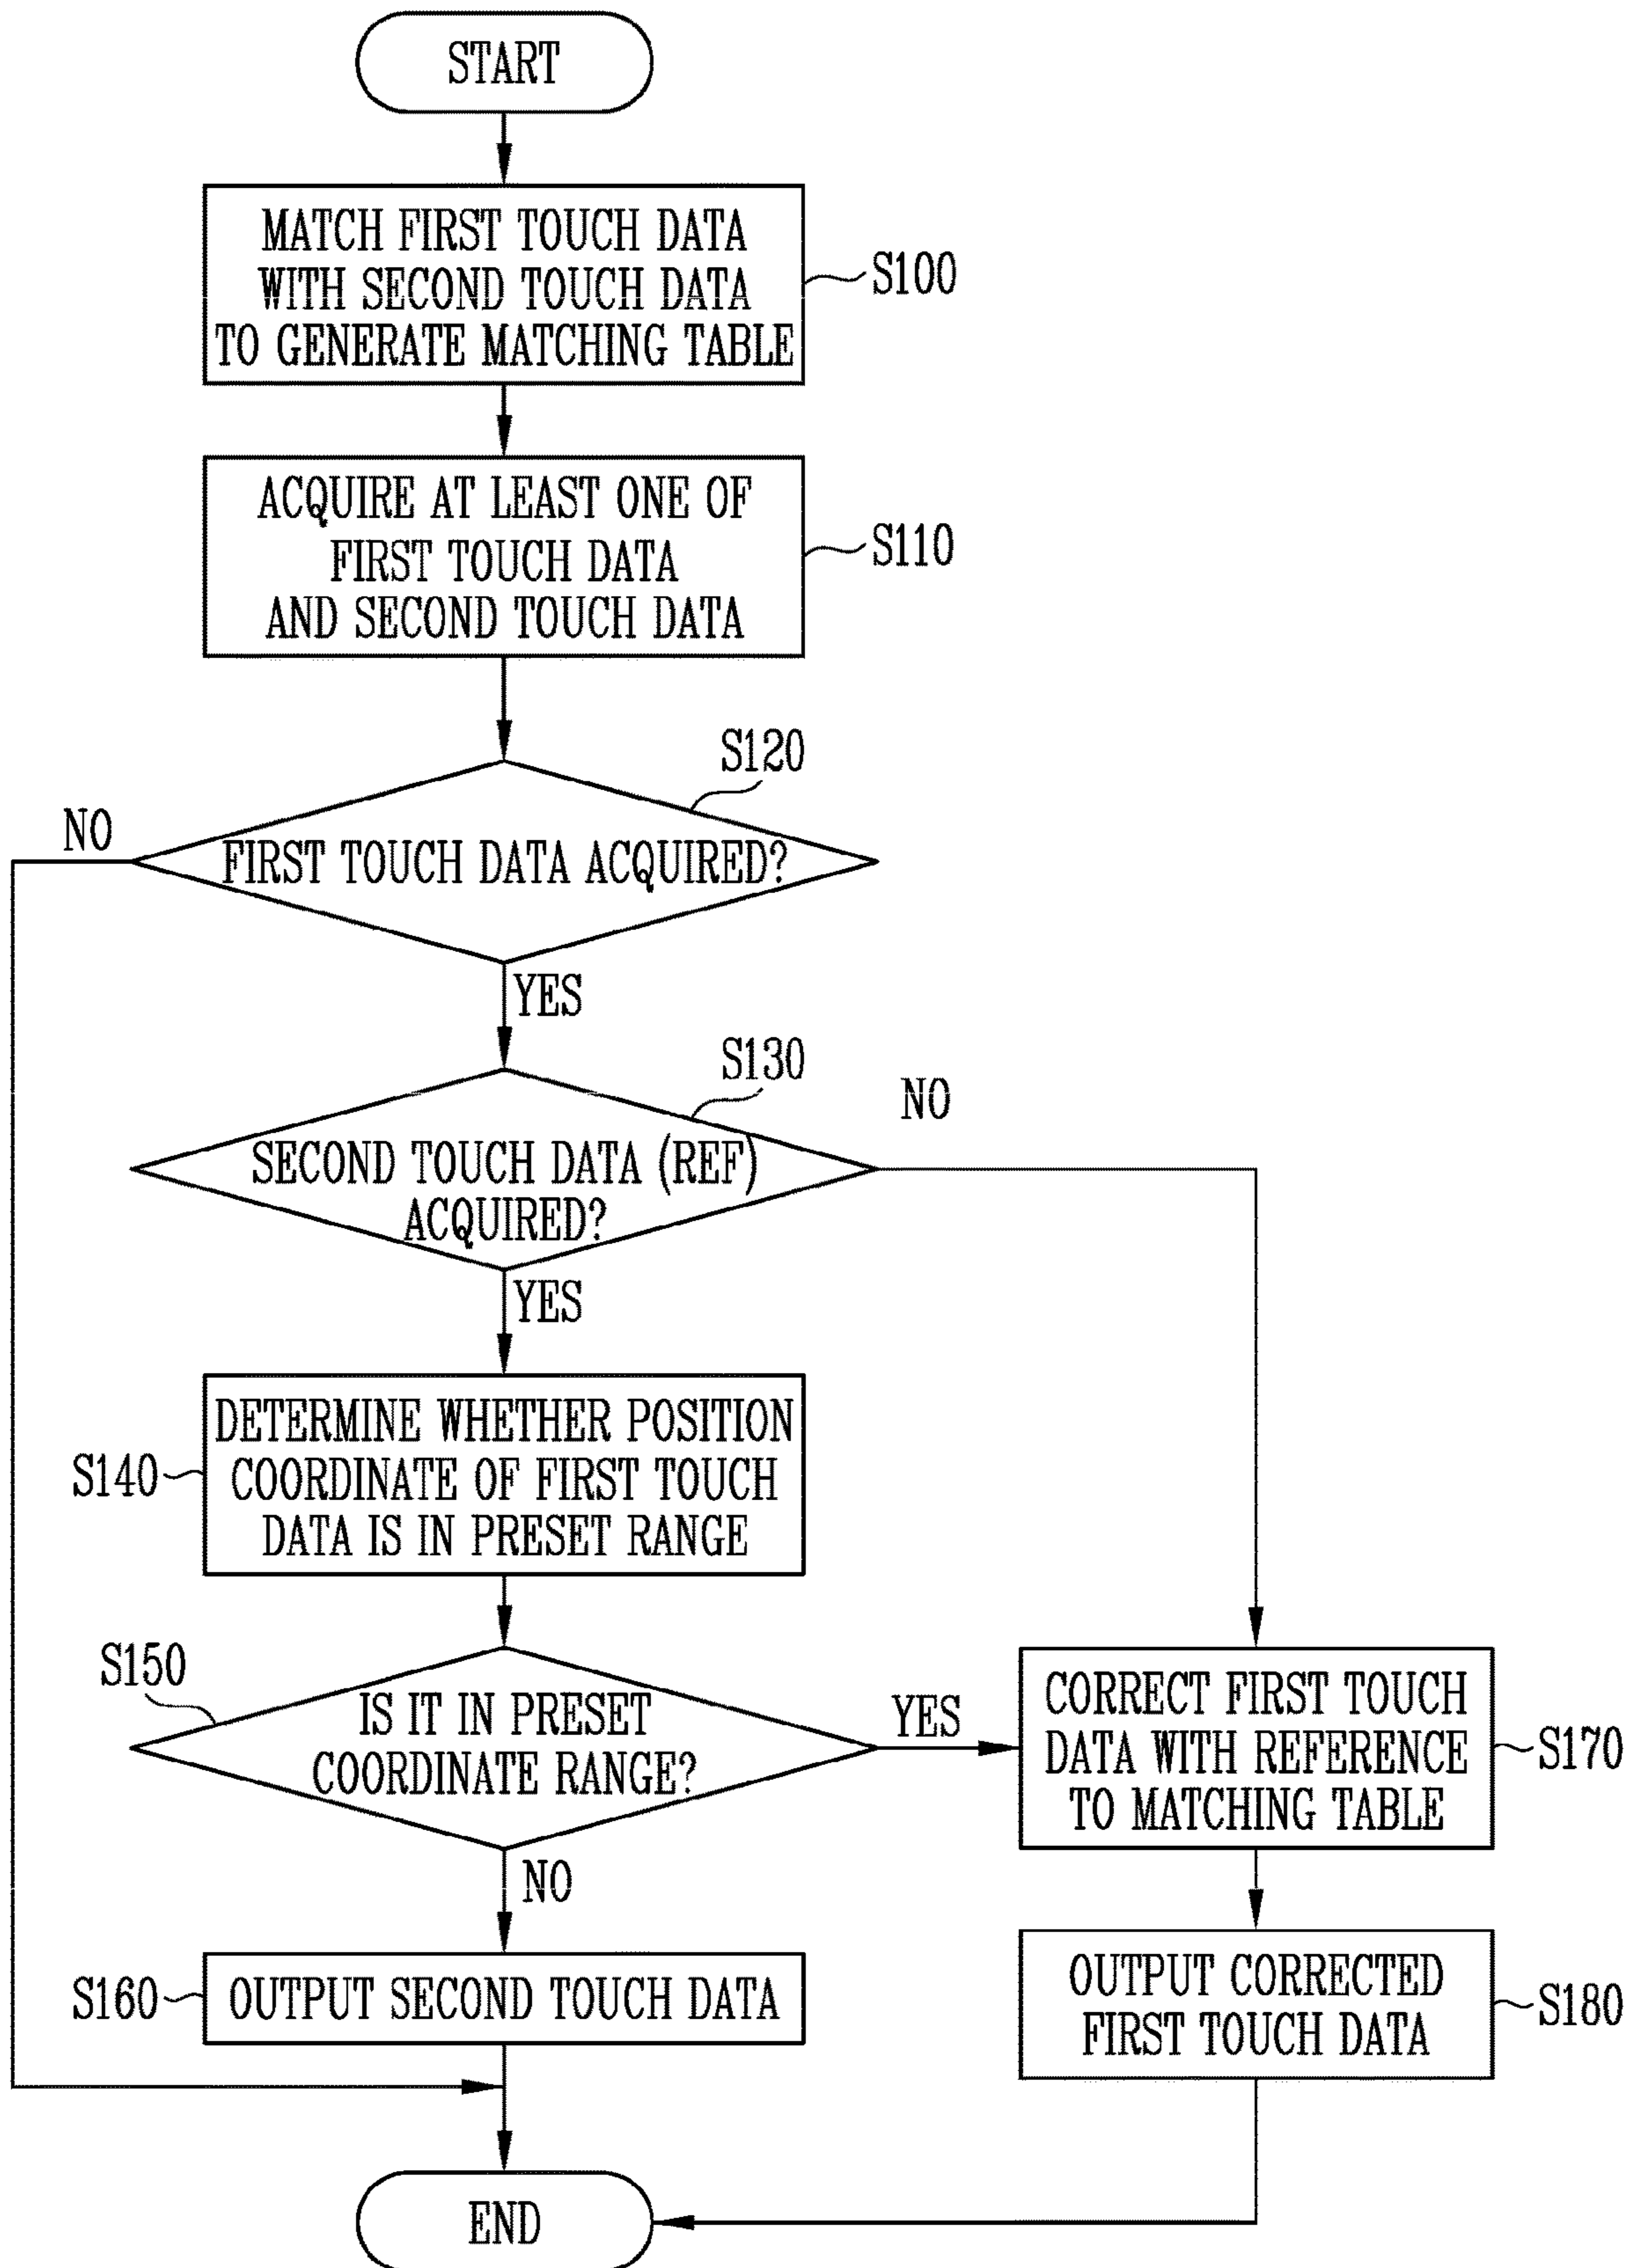 START
MATCH FIRST TOUCH DATA
WITH SECOND TOUCH DATA
TO GENERATE MATCHING TABLE
S100
ACQUIRE AT LEAST ONE OF
FIRST TOUCH DATA
AND SECOND TOUCH DATA
S110
S120
NO
FIRST TOUCH DATA ACQUIRED?
YES
S130
NO
SECOND TOUCH DATA (REF)
ACQUIRED?
YES
DETERMINE WHETHER POSITION
COORDINATE OF FIRST TOUCH
DATA IS IN PRESET RANGE
S140
S150
IS IT IN PRESET
COORDINATE RANGE?
YES
CORRECT FIRST TOUCH
DATA WITH REFERENCE
TO MATCHING TABLE
S170
NO
S160
OUTPUT SECOND TOUCH DATA
OUTPUT CORRECTED
FIRST TOUCH DATA
S180
END